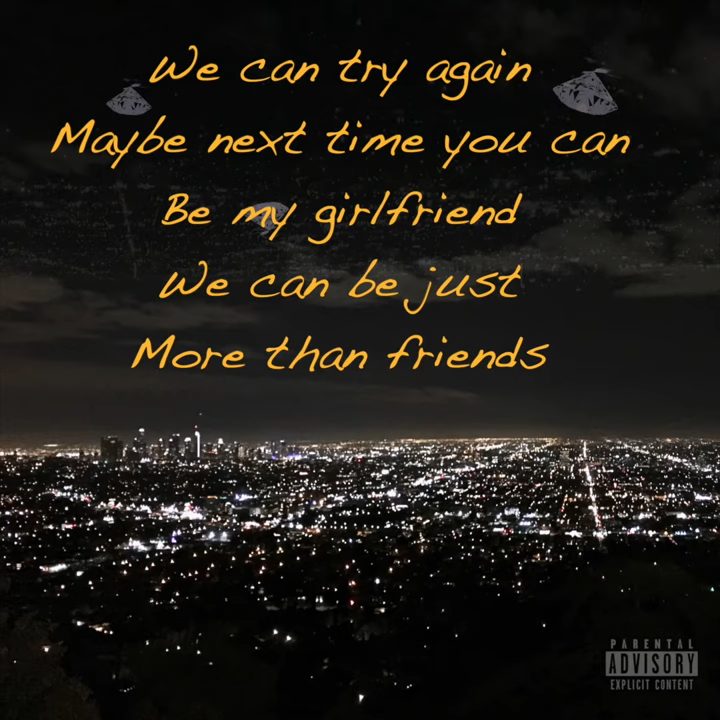 We can try again
Maybe next time you can
Be my girlfriend
We can be just
More than friends
PARENTAL
ADVISORY
EXPLICIT CONTENT